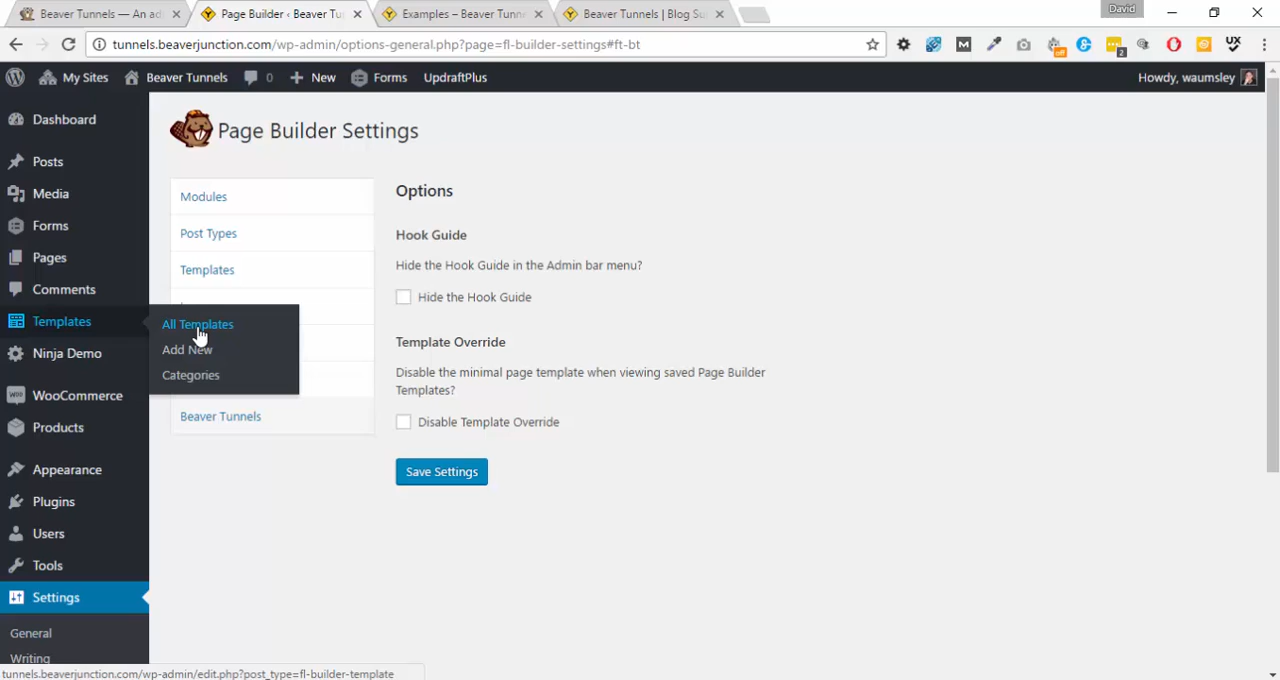 David
Beaver Tunnels — An ad
Page Builder ‹ Beaver Tu
Examples – Beaver Tunn
Beaver Tunnels | Blog Su
tunnels.beaverjunction.com/wp-admin/options-general.php?page=fl-builder-settings#ft-bt
M
off
2
UX
My Sites
Beaver Tunnels
0
New
Forms
UpdraftPlus
Howdy, waumsley
Dashboard
Posts
Media
Forms
Pages
Comments
Templates
Ninja Demo
WooCommerce
Products
Appearance
Plugins
Users
Tools
Settings
General
Writing
All Templates
Add New
Categories
Page Builder Settings
Modules
Post Types
Templates
Beaver Tunnels
Options
Hook Guide
Hide the Hook Guide in the Admin bar menu?
Hide the Hook Guide
Template Override
Disable the minimal page template when viewing saved Page Builder
Templates?
Disable Template Override
Save Settings
tunnels.beaverjunction.com/wp-admin/edit.php?post_type=fl-builder-template